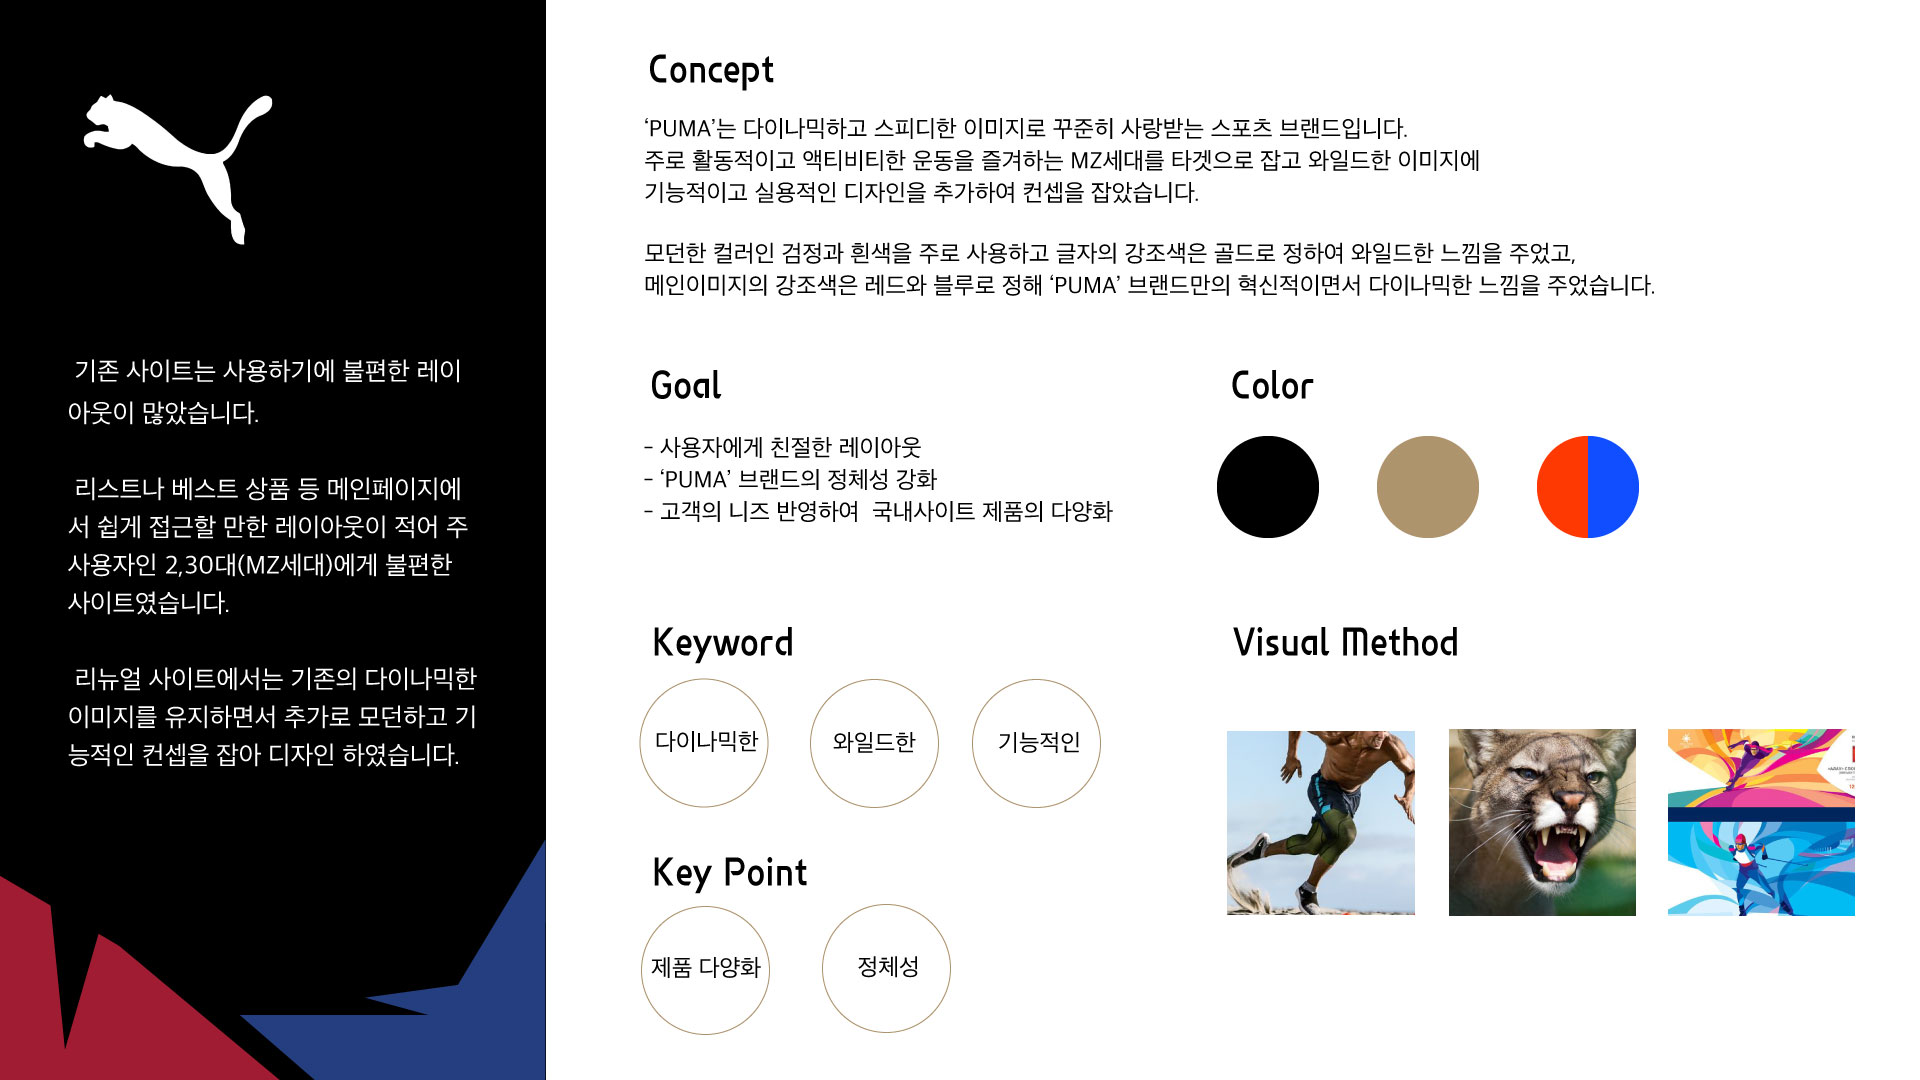 기존 사이트는 사용하기에 불편한 레이
아웃이 많았습니다.
리스트나 베스트 상품 등 메인페이지에
서 쉽게 접근할 만한 레이아웃이 적어 주
사용자인 2,30대(MZ세대)에게 불편한
사이트였습니다.
리뉴얼 사이트에서는 기존의 다이나믹한
이미지를 유지하면서 추가로 모던하고 기
능적인 컨셉을 잡아 디자인 하였습니다.
Concept
‘PUMA’는 다이나믹하고 스피디한 이미지로 꾸준히 사랑받는 스포츠 브랜드입니다.
주로 활동적이고 액티비티한 운동을 즐겨하는 MZ세대를 타겟으로 잡고 와일드한 이미지에
기능적이고 실용적인 디자인을 추가하여 컨셉을 잡았습니다.
모던한 컬러인 검정과 흰색을 주로 사용하고 글자의 강조색은 골드로 정하여 와일드한 느낌을 주었고,
메인이미지의 강조색은 레드와 블루로 정해 ‘PUMA’ 브랜드만의 혁신적이면서 다이나믹한 느낌을 주었습니다.
Goal
- 사용자에게 친절한 레이아웃
- ‘PUMA’ 브랜드의 정체성 강화
- 고객의 니즈 반영하여 국내사이트 제품의 다양화
Color
Keyword
다이나믹한
와일드한
기능적인
Key Point
제품 다양화
정체성
Visual Method